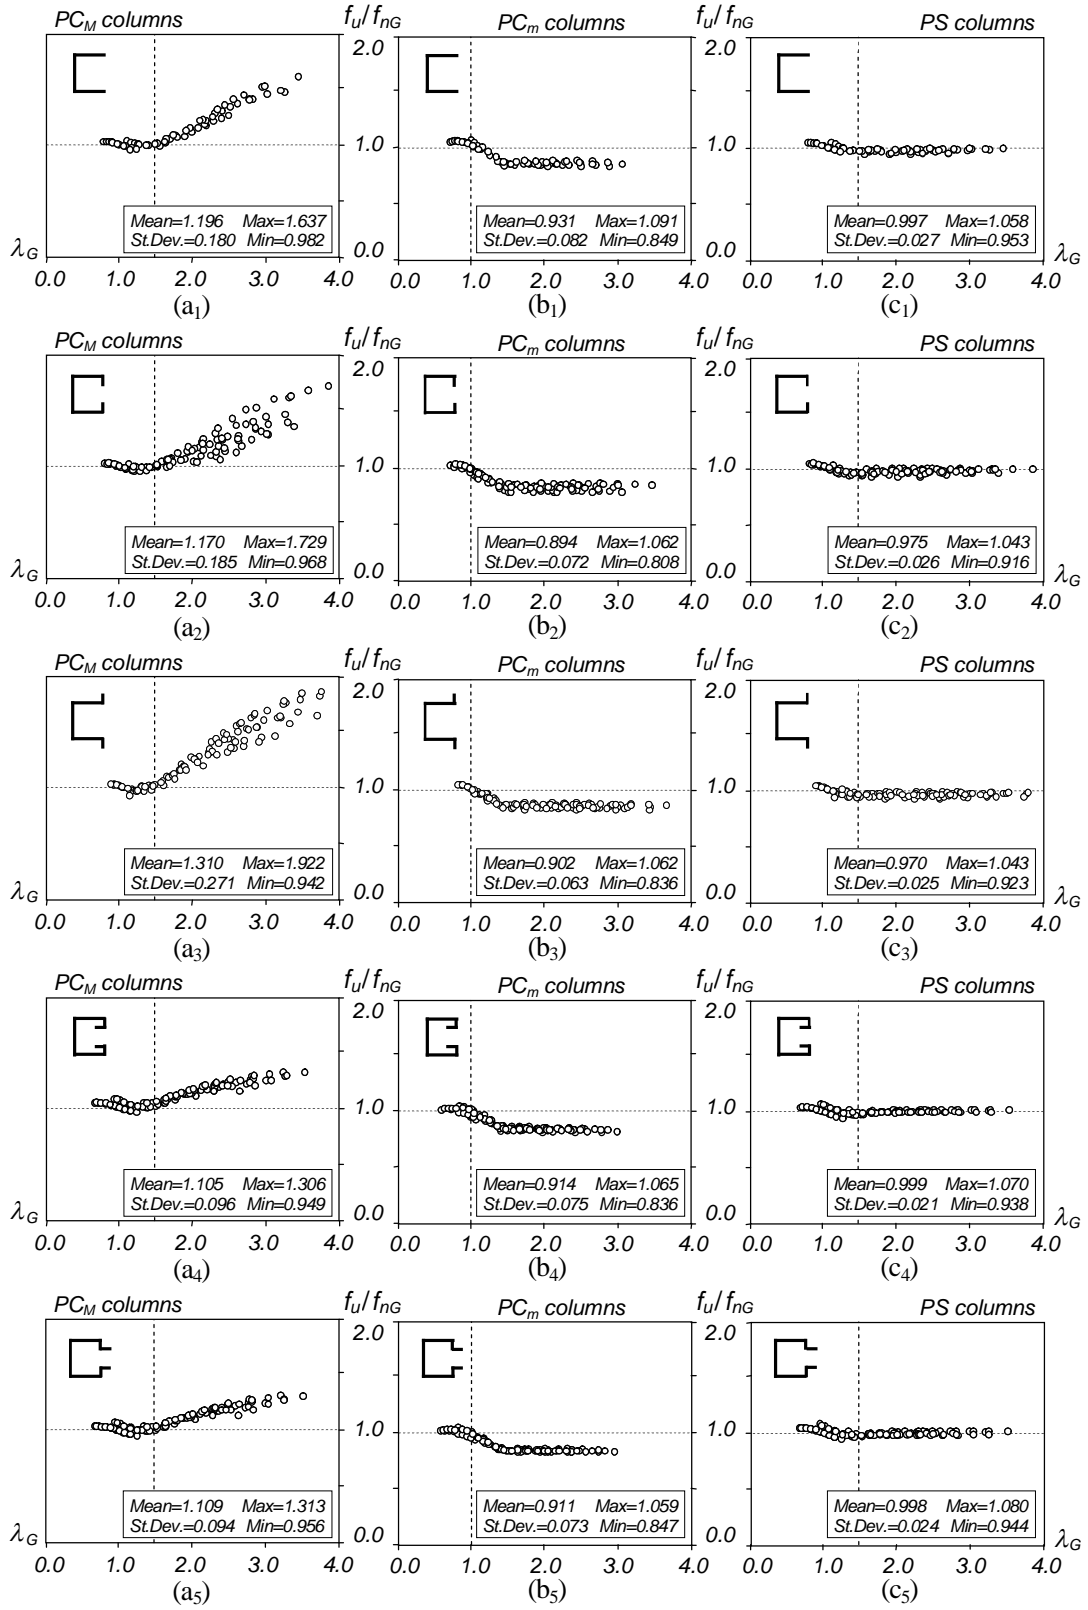 PC_M columns f_u/f_nG PC_m columns f_u/f_nG PS columns
2.0 2.0
1.0 1.0
Mean=1.196 Max=1.637
St.Dev.=0.180 Min=0.982
Mean=0.931 Max=1.091
St.Dev.=0.082 Min=0.849
Mean=0.997 Max=1.058
St.Dev.=0.027 Min=0.953
λ_G 0.0 0.0 λ_G
0.0 1.0 2.0 3.0 4.0 0.0 1.0 2.0 3.0 4.0 0.0 1.0 2.0 3.0 4.0
(a1) (b1) (c1)
PC_M columns f_u/f_nG PC_m columns f_u/f_nG PS columns
2.0 2.0
1.0 1.0
Mean=1.170 Max=1.729
St.Dev.=0.185 Min=0.968
Mean=0.894 Max=1.062
St.Dev.=0.072 Min=0.808
Mean=0.975 Max=1.043
St.Dev.=0.026 Min=0.916
λ_G 0.0 0.0 λ_G
0.0 1.0 2.0 3.0 4.0 0.0 1.0 2.0 3.0 4.0 0.0 1.0 2.0 3.0 4.0
(a2) (b2) (c2)
PC_M columns f_u/f_nG PC_m columns f_u/f_nG PS columns
2.0 2.0
1.0 1.0
Mean=1.310 Max=1.922
St.Dev.=0.271 Min=0.942
Mean=0.902 Max=1.062
St.Dev.=0.063 Min=0.836
Mean=0.970 Max=1.043
St.Dev.=0.025 Min=0.923
λ_G 0.0 0.0 λ_G
0.0 1.0 2.0 3.0 4.0 0.0 1.0 2.0 3.0 4.0 0.0 1.0 2.0 3.0 4.0
(a3) (b3) (c3)
PC_M columns f_u/f_nG PC_m columns f_u/f_nG PS columns
2.0 2.0
1.0 1.0
Mean=1.105 Max=1.306
St.Dev.=0.096 Min=0.949
Mean=0.914 Max=1.065
St.Dev.=0.075 Min=0.836
Mean=0.999 Max=1.070
St.Dev.=0.021 Min=0.938
λ_G 0.0 0.0 λ_G
0.0 1.0 2.0 3.0 4.0 0.0 1.0 2.0 3.0 4.0 0.0 1.0 2.0 3.0 4.0
(a4) (b4) (c4)
PC_M columns f_u/f_nG PC_m columns f_u/f_nG PS columns
2.0 2.0
1.0 1.0
Mean=1.109 Max=1.313
St.Dev.=0.094 Min=0.956
Mean=0.911 Max=1.059
St.Dev.=0.073 Min=0.847
Mean=0.998 Max=1.080
St.Dev.=0.024 Min=0.944
λ_G 0.0 0.0 λ_G
0.0 1.0 2.0 3.0 4.0 0.0 1.0 2.0 3.0 4.0 0.0 1.0 2.0 3.0 4.0
(a5) (b5) (c5)